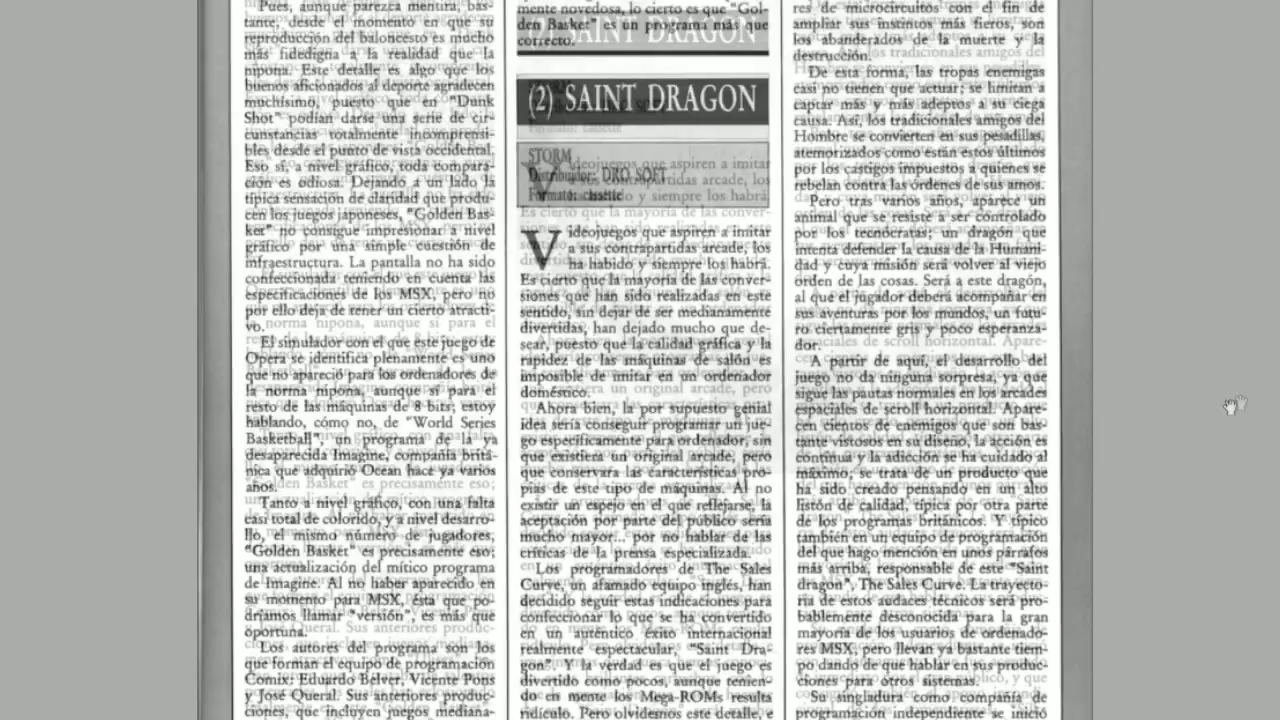 Pues, aunque parezca mentira, bas-
tante, desde el momento en que su
reproducción del baloncesto es mucho
más fidedigna a la realidad que la
nipona. Este detalle es algo que los
buenos aficionados al deporte agradecen
muchísimo, puesto que en "Dunk
Shot" podían darse una serie de cir-
cunstancias totalmente incomprensi-
bles desde el punto de vista occidental.
Eso sí, a nivel gráfico, toda compara-
ción es odiosa. Dejando a un lado la
típica sensación de claridad que produ-
cen los juegos japoneses, "Golden Bas-
ket" no consigue impresionar a nivel
gráfico por una simple cuestión de
infraestructura. La pantalla no ha sido
confeccionada teniendo en cuenta las
especificaciones de los MSX, pero no
por ello deja de tener un cierto atracti-
vo.
El simulador con el que este juego de
Opera se identifica plenamente es uno
que no apareció para los ordenadores de
la norma nipona, aunque sí para el
resto de las máquinas de 8 bits; estoy
hablando, cómo no, de "World Series
Basketball", un programa de la ya
desaparecida Imagine, compañía britá-
nica que adquirió Ocean hace ya varios
años.
Tanto a nivel gráfico, con una falta
casi total de colorido, y a nivel desarro-
llo, el mismo número de jugadores,
"Golden Basket" es precisamente eso;
una actualización del mítico programa
de Imagine. Al no haber aparecido en
su momento para MSX, ésta que po-
dríamos llamar "versión", es más que
oportuna.
Los autores del programa son los
que forman el equipo de programación
Comix: Eduardo Belver, Vicente Pons
y José Queral. Sus anteriores produc-
ciones, que incluyen juegos mediana-
mente novedosa, lo cierto es que "Gol-
den Basket" es un programa más que
correcto.
(2) SAINT DRAGON
STORM
Distribuidor: DRO SOFT
Formato: cassette
Videojuegos que aspiren a imitar
a sus contrapartidas arcade, los
ha habido y siempre los habrá.
Es cierto que la mayoría de las conver-
siones que han sido realizadas en este
sentido, sin dejar de ser medianamente
divertidas, han dejado mucho que de-
sear, puesto que la calidad gráfica y la
rapidez de las máquinas de salón es
imposible de imitar en un ordenador
doméstico.
Ahora bien, la por supuesto genial
idea sería conseguir programar un jue-
go específicamente para ordenador, sin
que existiera un original arcade, pero
que conservara las características pro-
pias de este tipo de máquinas. Al no
existir un espejo en el que reflejarse, la
aceptación por parte del público sería
mucho mayor... por no hablar de las
críticas de la prensa especializada.
Los programadores de The Sales
Curve, un afamado equipo inglés, han
decidido seguir estas indicaciones para
confeccionar lo que se ha convertido
en un auténtico éxito internacional
realmente espectacular, "Saint Dra-
gon". Y la verdad es que el juego es
divertido como pocos, aunque tenien-
do en mente los Mega-ROMs resulta
ridículo. Pero olvidemos este detalle, e
res de microcircuitos con el fin de
ampliar sus instintos más fieros, son
los abanderados de la muerte y la
destrucción.
De esta forma, las tropas enemigas
casi no tienen que actuar; se limitan a
captar más y más adeptos a su ciega
causa. Así, los tradicionales amigos del
Hombre se convierten en sus pesadillas,
atemorizados como están estos últimos
por los castigos impuestos a quienes se
rebelan contra las órdenes de sus amos.
Pero tras varios años, aparece un
animal que se resiste a ser controlado
por los tecnócratas; un dragón que
intenta defender la causa de la Humani-
dad y cuya misión será volver al viejo
orden de las cosas. Será a este dragón,
al que el jugador deberá acompañar en
sus aventuras por los mundos, un futu-
ro ciertamente gris y poco esperanza-
dor.
A partir de aquí, el desarrollo del
juego no da ninguna sorpresa, ya que
sigue las pautas normales en los arcades
espaciales de scroll horizontal. Apare-
cen cientos de enemigos que son bas-
tante vistosos en su diseño, la acción es
continua y la adicción se ha cuidado al
máximo; se trata de un producto que
ha sido creado pensando en un alto
listón de calidad, típica por otra parte
de los programas británicos. Y típico
también en un equipo de programación
del que hago mención en unos párrafos
más arriba, responsable de este "Saint
dragon", The Sales Curve. La trayecto-
ria de estos audaces técnicos será pro-
bablemente desconocida para la gran
mayoría de los usuarios de ordenado-
res MSX, pero llevan ya bastante tiem-
po dando de que hablar en sus produc-
ciones para otros sistemas.
Su singladura como compañía de
programación independiente se inició